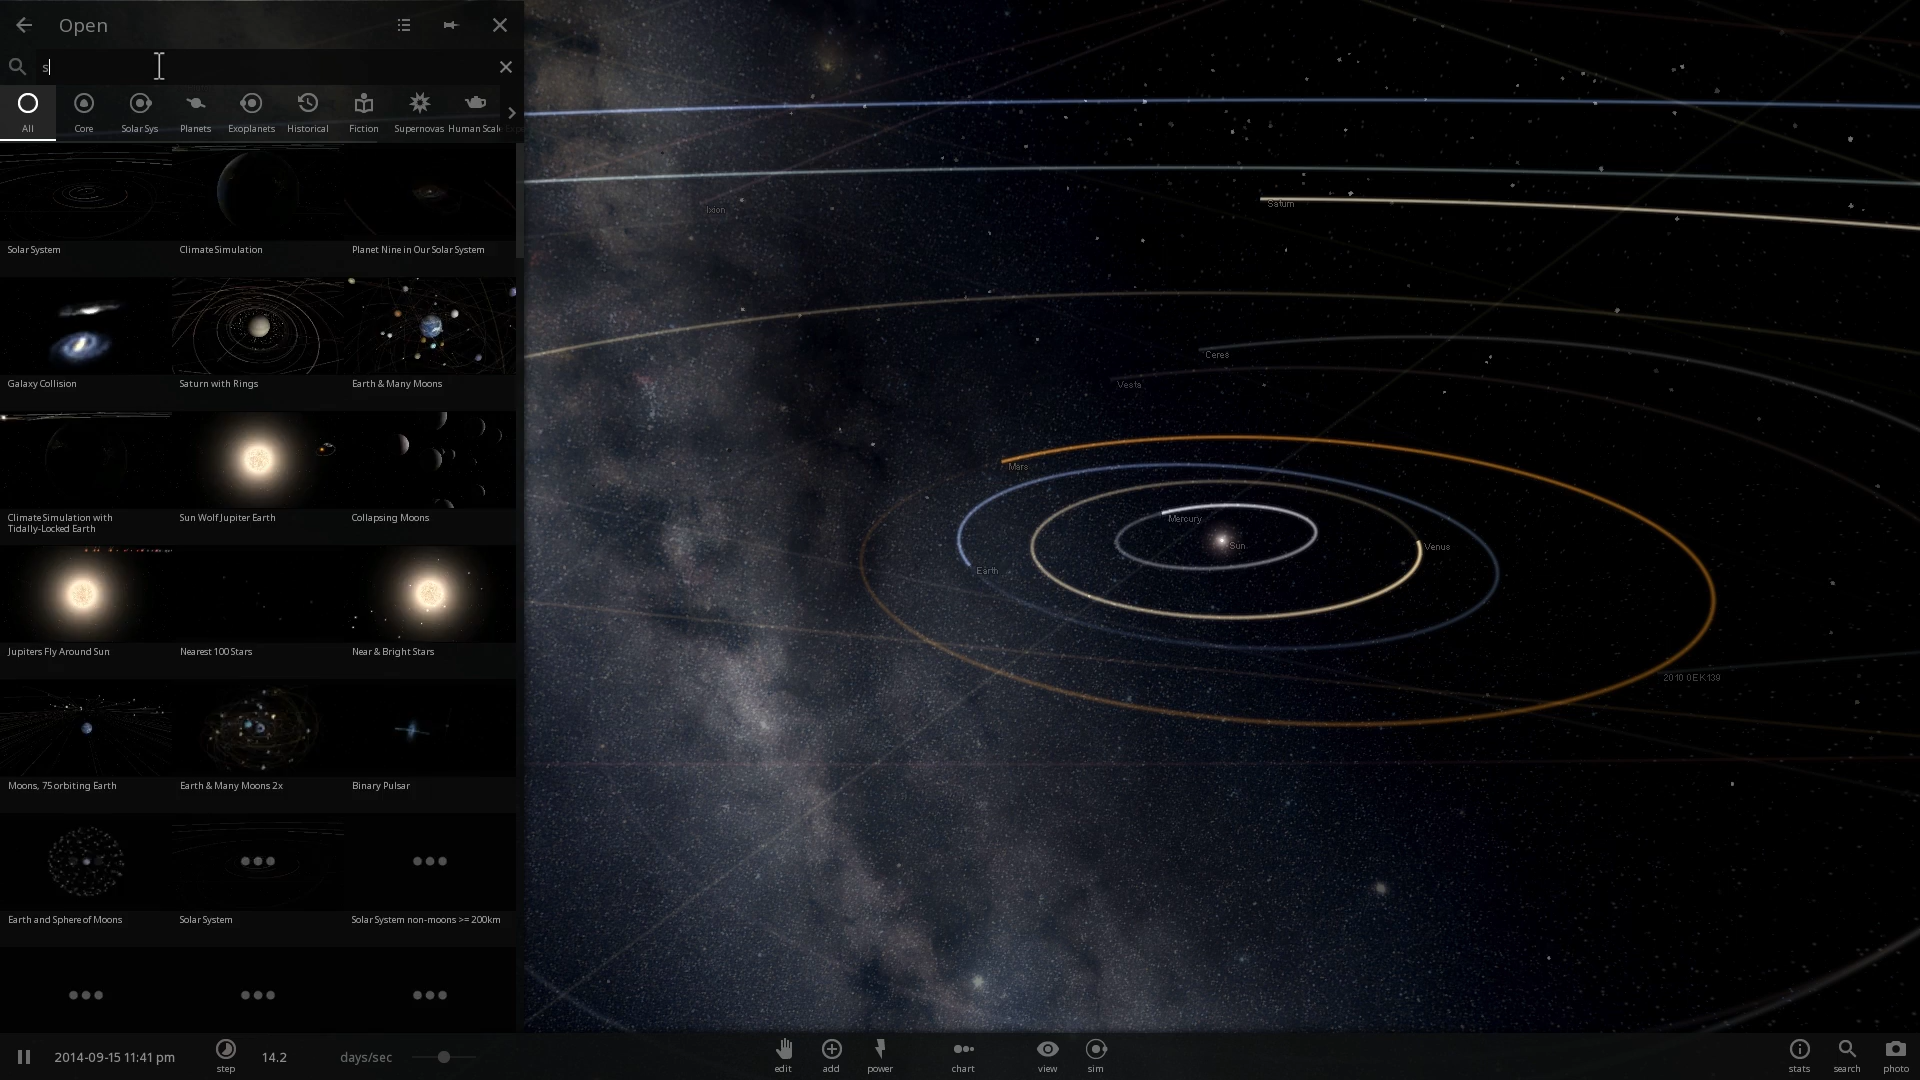 Open
s
All
Core
Solar Sys
Planets
Exoplanets
Historical
Fiction
Supernovas
Human Scale
Solar System
Climate Simulation
Planet Nine in Our Solar System
Galaxy Collision
Saturn with Rings
Earth & Many Moons
Climate Simulation with
Tidally-Locked Earth
Sun Wolf Jupiter Earth
Collapsing Moons
Jupiters Fly Around Sun
Nearest 100 Stars
Near & Bright Stars
Moons, 75 orbiting Earth
Earth & Many Moons 2x
Binary Pulsar
Earth and Sphere of Moons
Solar System
Solar System non-moons >= 200km
Ixion
Saturn
Ceres
Vesta
Mars
Mercury
Sun
Venus
Earth
2010 0EK139
2014-09-15 11:41 pm
step
14.2
days/sec
edit
add
power
chart
view
sim
stats
search
photo